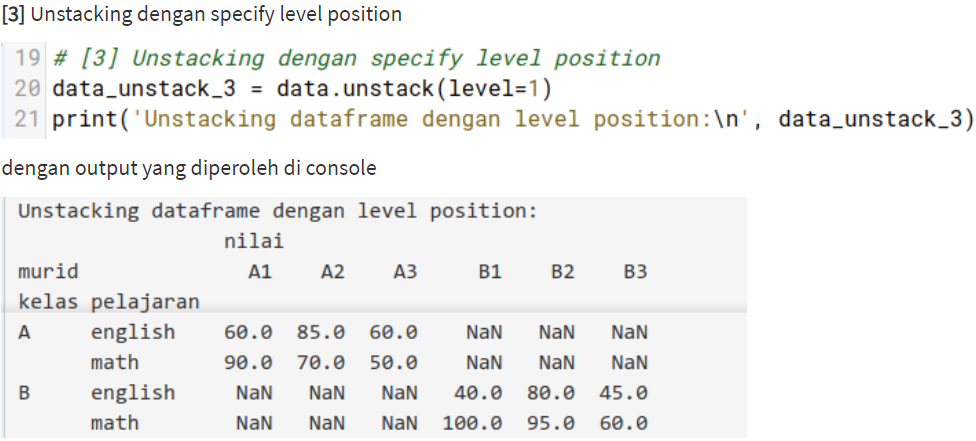 [3] Unstacking dengan specify level position
19 # [3] Unstacking dengan specify level position
20 data_unstack_3 = data.unstack(level=1)
21 print('Unstacking dataframe dengan level position:\n', data_unstack_3)
dengan output yang diperoleh di console
Unstacking dataframe dengan level position:
nilai
murid A1 A2 A3 B1 B2 B3
kelas pelajaran
A english 60.0 85.0 60.0 NaN NaN NaN
math 90.0 70.0 50.0 NaN NaN NaN
B english NaN NaN NaN 40.0 80.0 45.0
math NaN NaN NaN 100.0 95.0 60.0